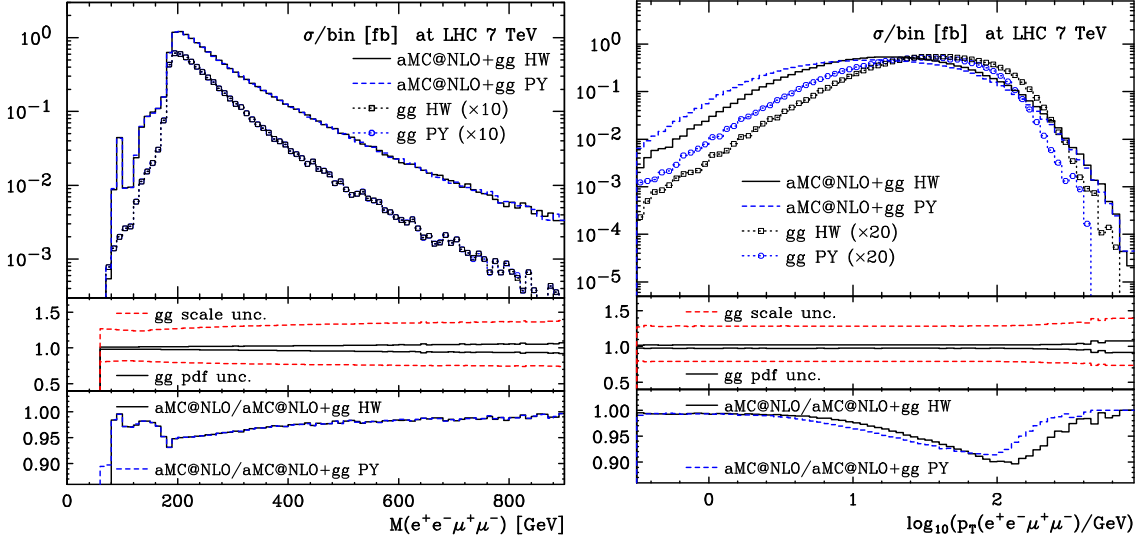 σ/bin [fb] at LHC 7 TeV
aMC@NLO+gg HW
aMC@NLO+gg PY
gg HW (×10)
gg PY (×10)
10⁰
10⁻¹
10⁻²
10⁻³
gg scale unc.
gg pdf unc.
1.5
1.0
0.5
aMC@NLO/aMC@NLO+gg HW
aMC@NLO/aMC@NLO+gg PY
1.00
0.95
0.90
0 200 400 600 800
M(e⁺e⁻μ⁺μ⁻) [GeV]
σ/bin [fb] at LHC 7 TeV
10⁰
10⁻¹
10⁻²
10⁻³
10⁻⁴
10⁻⁵
aMC@NLO+gg HW
aMC@NLO+gg PY
gg HW (×20)
gg PY (×20)
gg scale unc.
gg pdf unc.
1.5
1.0
0.5
aMC@NLO/aMC@NLO+gg HW
aMC@NLO/aMC@NLO+gg PY
1.00
0.95
0.90
0 1 2
log₁₀(p_T(e⁺e⁻μ⁺μ⁻)/GeV)